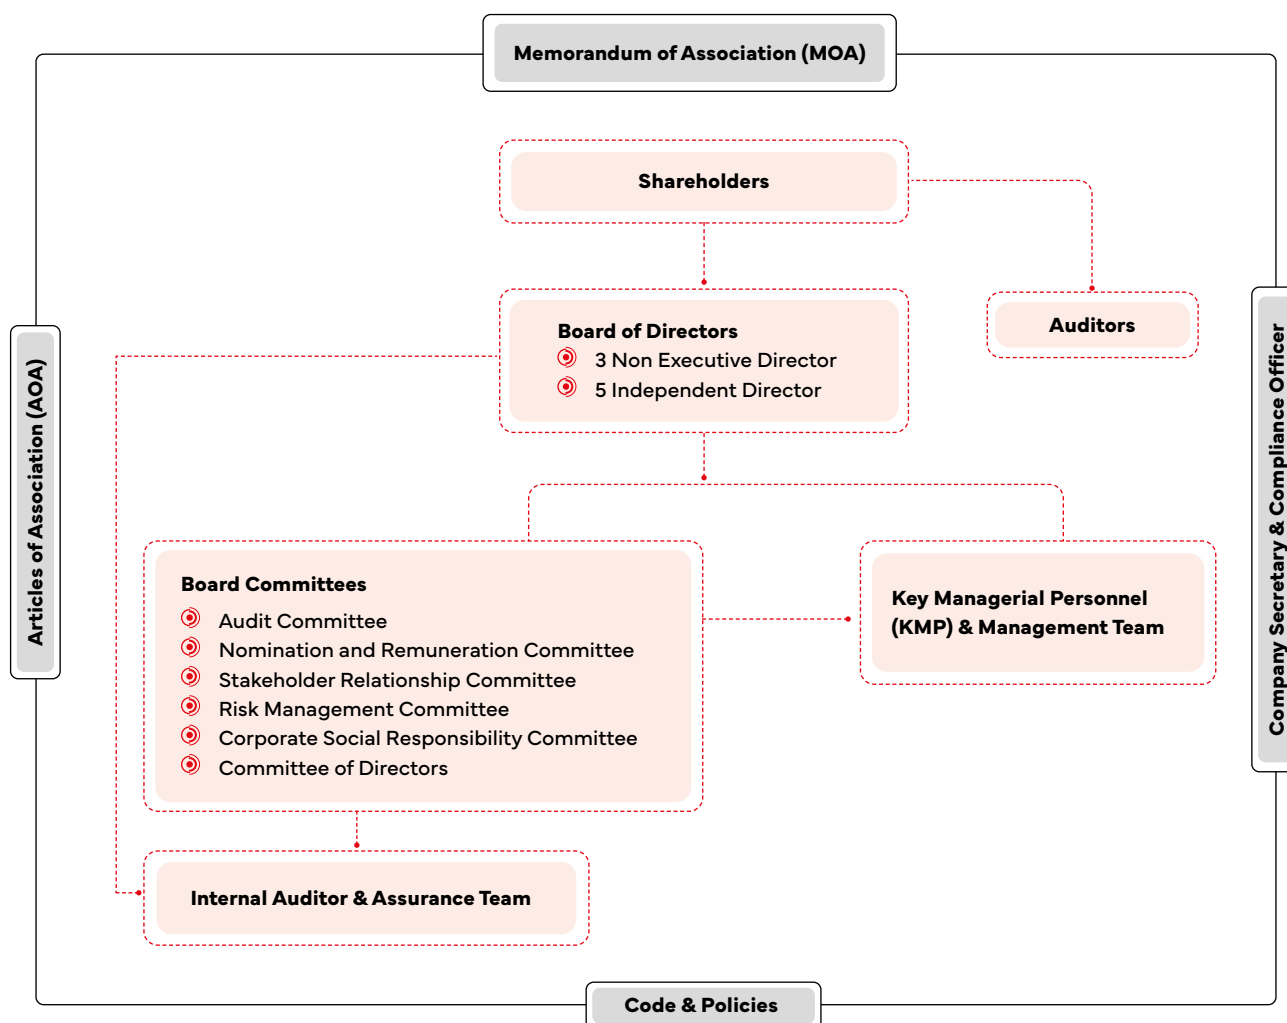 Memorandum of Association (MOA)
Shareholders
Auditors
Board of Directors
3 Non Executive Director
5 Independent Director
Articles of Association (AOA)
Company Secretary & Compliance Officer
Board Committees
Audit Committee
Nomination and Remuneration Committee
Stakeholder Relationship Committee
Risk Management Committee
Corporate Social Responsibility Committee
Committee of Directors
Key Managerial Personnel
(KMP) & Management Team
Internal Auditor & Assurance Team
Code & Policies